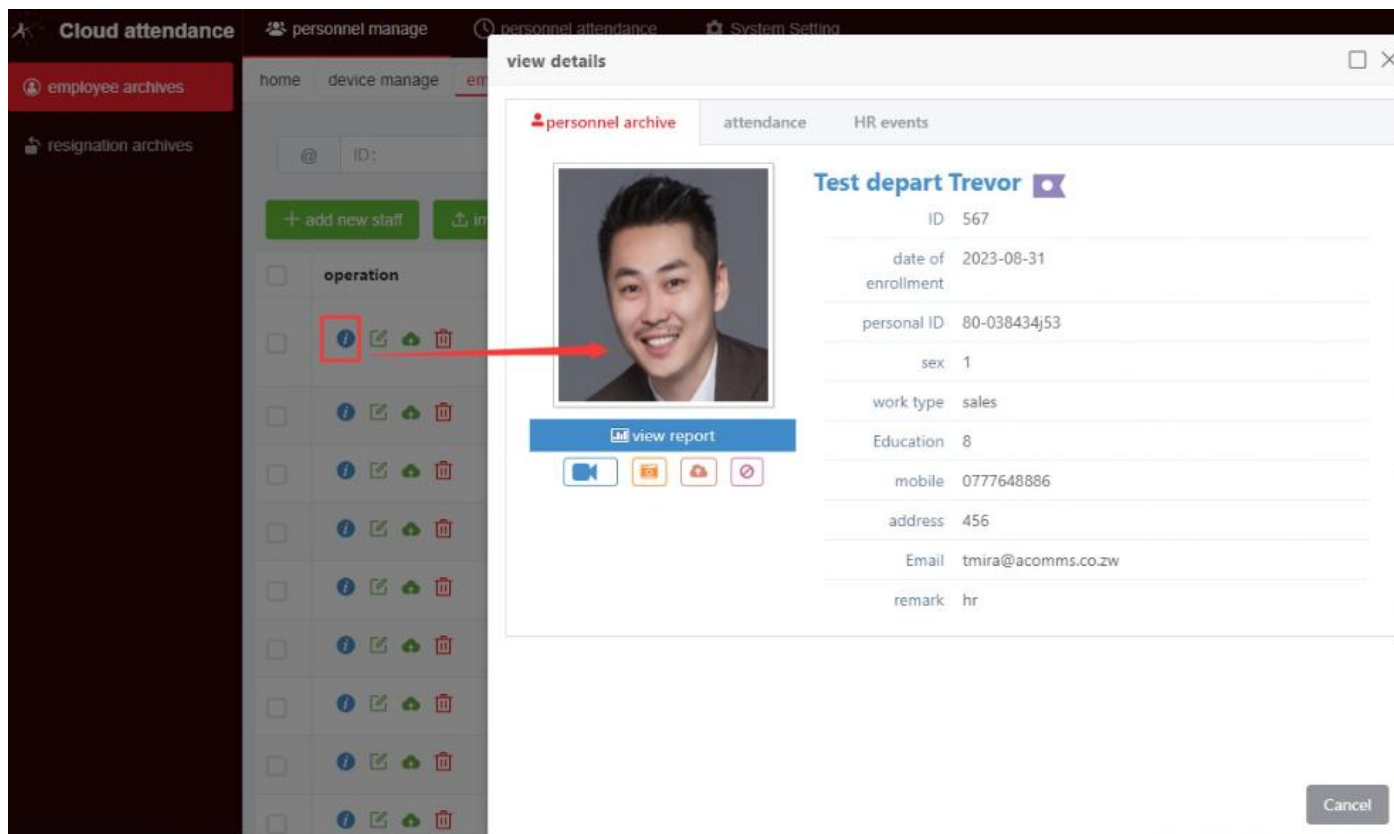 Cloud attendance
personnel manage
personnel attendance
System Setting
employee archives
resignation archives
home
device manage
em
@ ID:
+ add new staff
im
operation
view details
personnel archive
attendance
HR events
Test depart Trevor
view report
ID 567
date of enrollment 2023-08-31
personal ID 80-038434j53
sex 1
work type sales
Education 8
mobile 0777648886
address 456
Email tmira@acomms.co.zw
remark hr
Cancel